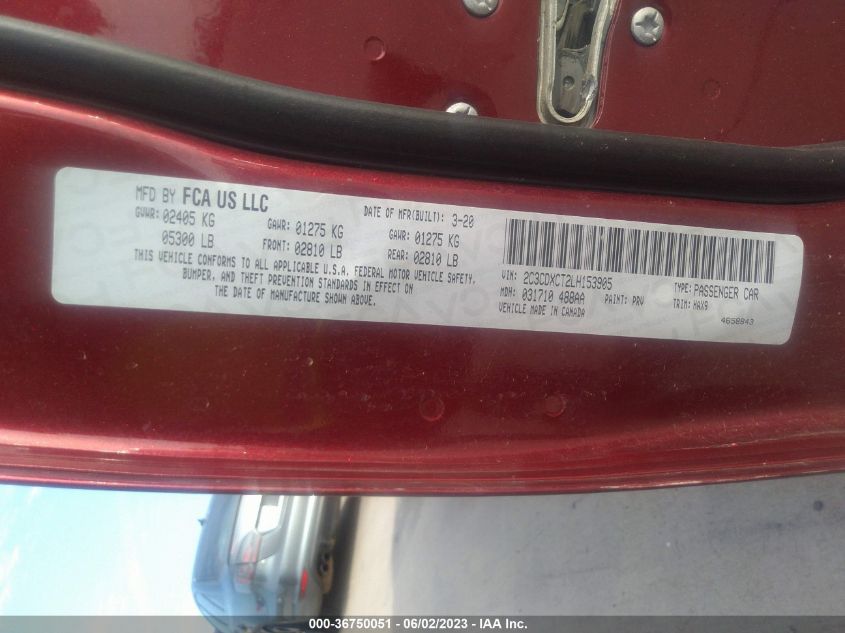 MFD BY FCA US LLC
DATE OF MFR(BUILT): 3-20
GVWR: 02405 KG
GAWR: 01275 KG
GAWR: 01275 KG
05300 LB
FRONT: 02810 LB
REAR: 02810 LB
THIS VEHICLE CONFORMS TO ALL APPLICABLE U.S.A. FEDERAL MOTOR VEHICLE SAFETY,
BUMPER, AND THEFT PREVENTION STANDARDS IN EFFECT ON
THE DATE OF MANUFACTURE SHOWN ABOVE.
VIN: 2C3CDXCT2LH153905
TYPE: PASSENGER CAR
MDH: 031710 488AA
PAINT: PRV
TRIM: HAX9
VEHICLE MADE IN CANADA
4658843
000-36750051 - 06/02/2023 - IAA Inc.